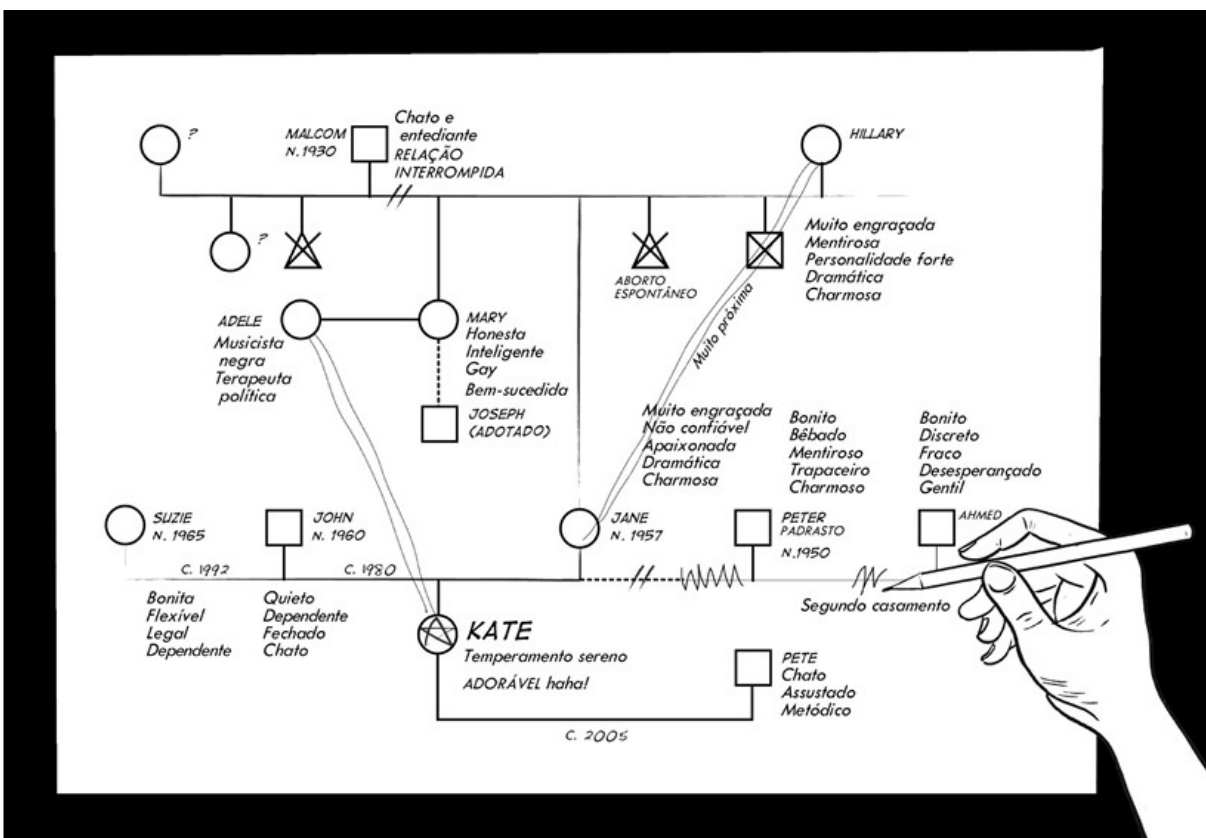 ?
MALCOM
N. 1930
Chato e
entediante
RELAÇÃO
INTERROMPIDA
HILLARY
?
Muito engraçada
Mentirosa
Personalidade forte
Dramática
Charmosa
ABORTO
ESPONTÂNEO
Muito próxima
ADELE
Musicista
negra
Terapeuta
política
MARY
Honesta
Inteligente
Gay
Bem-sucedida
JOSEPH
(ADOTADO)
Muito engraçada
Não confiável
Apaixonada
Dramática
Charmosa
Bonito
Bêbado
Mentiroso
Trapaceiro
Charmoso
Bonito
Discreto
Fraco
Desesperançado
Gentil
SUZIE
N. 1965
JOHN
N. 1960
JANE
N. 1957
PETER
PADRASTO
N.1950
AHMED
C. 1992
C. 1980
Bonita
Flexível
Legal
Dependente
Quieto
Dependente
Fechado
Chato
Segundo casamento
KATE
Temperamento sereno
ADORÁVEL haha!
PETE
Chato
Assustado
Metódico
C. 2005